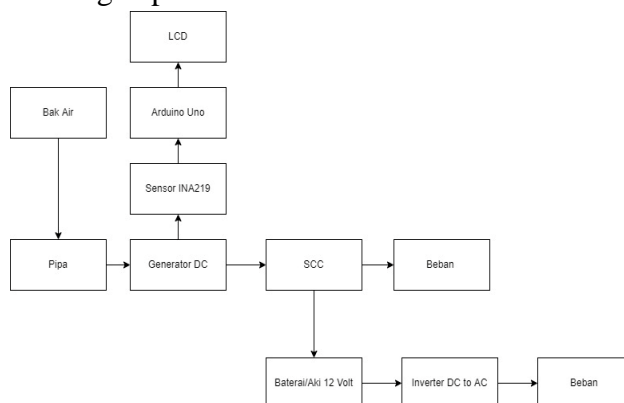 LCD
Bak Air
Arduino Uno
Sensor INA219
Pipa
Generator DC
SCC
Beban
Baterai/Aki 12 Volt
Inverter DC to AC
Beban